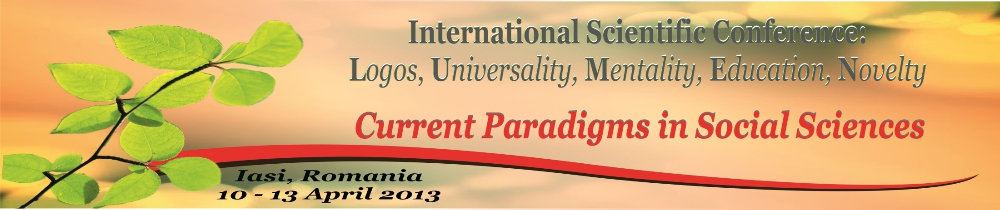 International Scientific Conference:
Logos, Universality, Mentality, Education, Novelty
Current Paradigms in Social Sciences
Iasi, Romania
10 - 13 April 2013